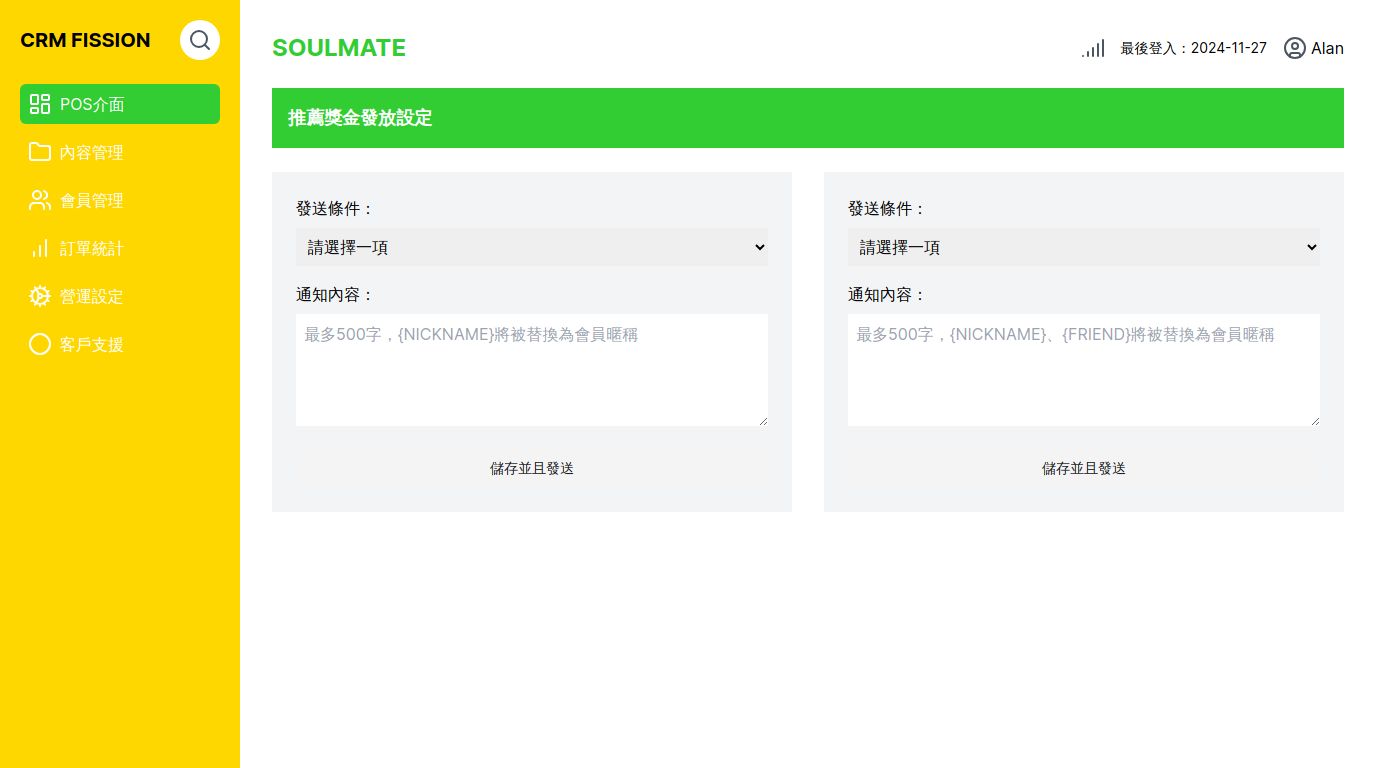 CRM FISSION
POS介面
內容管理
會員管理
訂單統計
營運設定
客戶支援
SOULMATE
最後登入：2024-11-27
Alan
推薦獎金發放設定
發送條件：
請選擇一項
通知內容：
最多500字，{NICKNAME}將被替換為會員暱稱
儲存並且發送
發送條件：
請選擇一項
通知內容：
最多500字，{NICKNAME}、{FRIEND}將被替換為會員暱稱
儲存並且發送